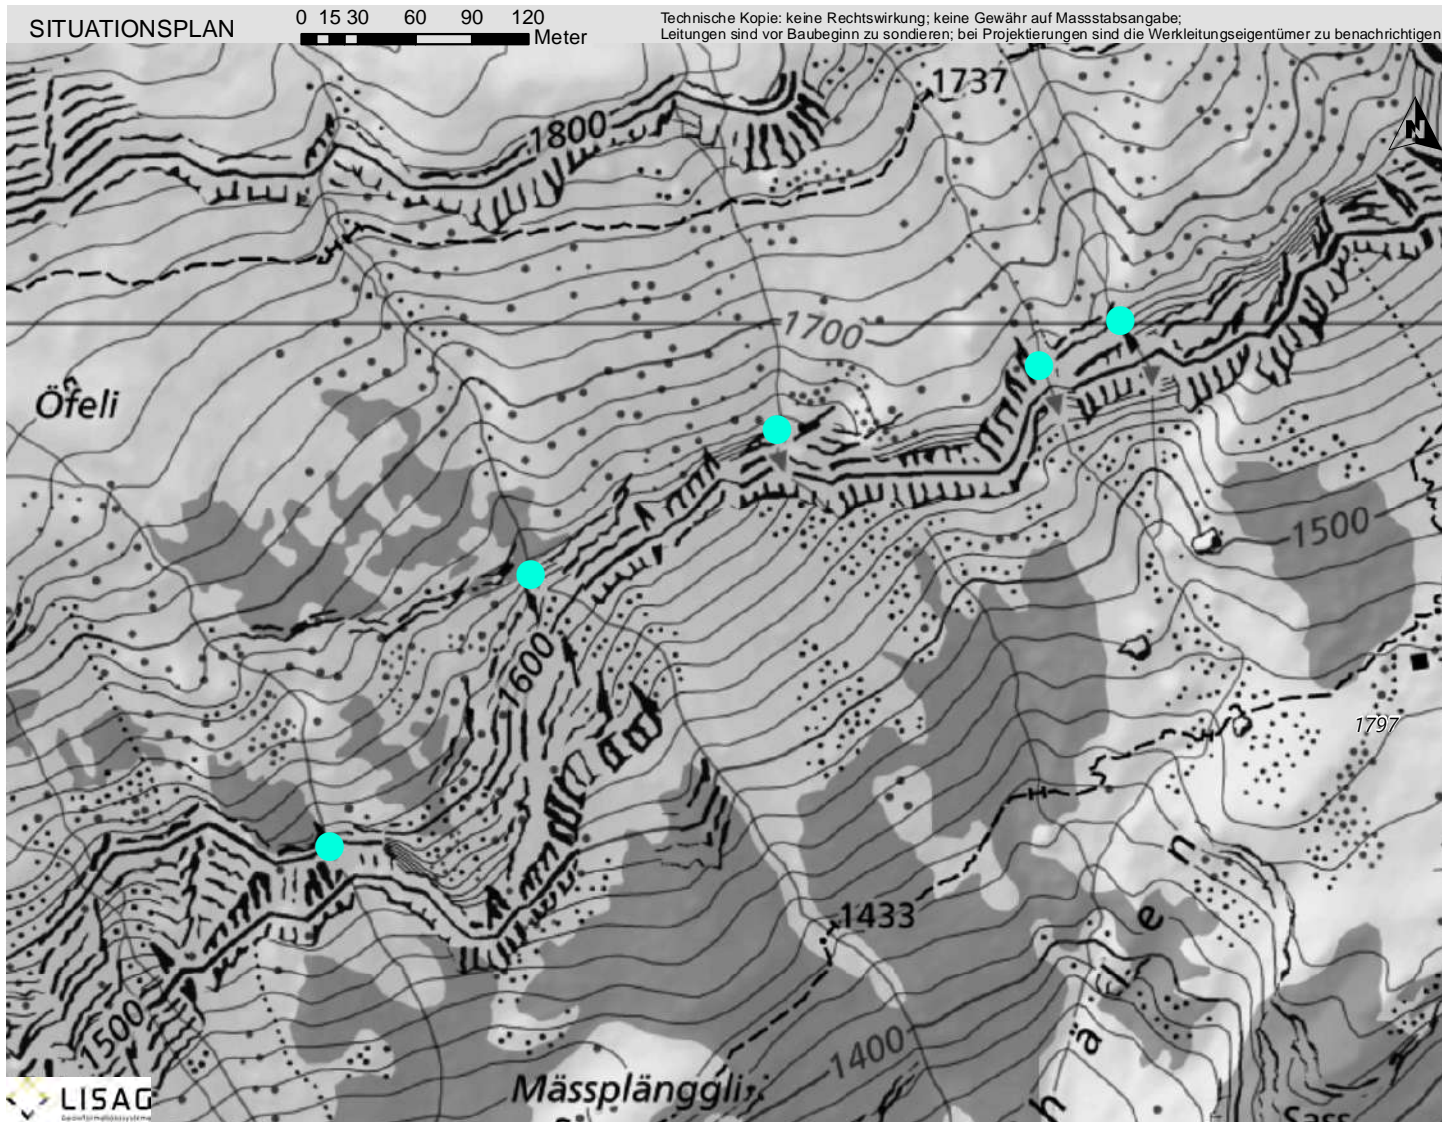 SITUATIONSPLAN
0 15 30 60 90 120
Meter
Technische Kopie: keine Rechtswirkung; keine Gewähr auf Massstabsangabe;
Leitungen sind vor Baubeginn zu sondieren; bei Projektierungen sind die Werkleitungseigentümer zu benachrichtigen
1737
N
1800
1700
Öfeli
1500
1600
1797
1433
1500
1400
LISAG
Mässplänggli
h ä l e n
Sass